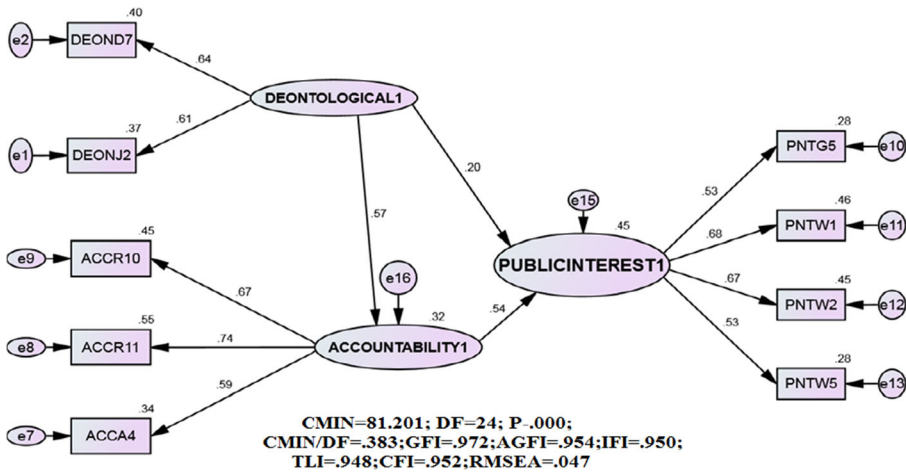 .40
e2
DEOND7
.64
DEONTOLOGICAL1
.37
.61
e1
DEONJ2
.28
PNTG5
e10
.20
.53
e15
.57
.45
.46
PNTW1
e11
.68
PUBLICINTEREST1
.45
e9
ACCR10
e16
.67
.67
.45
PNTW2
e12
.54
.53
.32
.55
e8
ACCR11
.74
ACCOUNTABILITY1
.28
PNTW5
e13
.59
.34
e7
ACCA4
CMIN=81.201; DF=24; P-.000;
CMIN/DF=.383;GFI=.972;AGFI=.954;IFI=.950;
TLI=.948;CFI=.952;RMSEA=.047